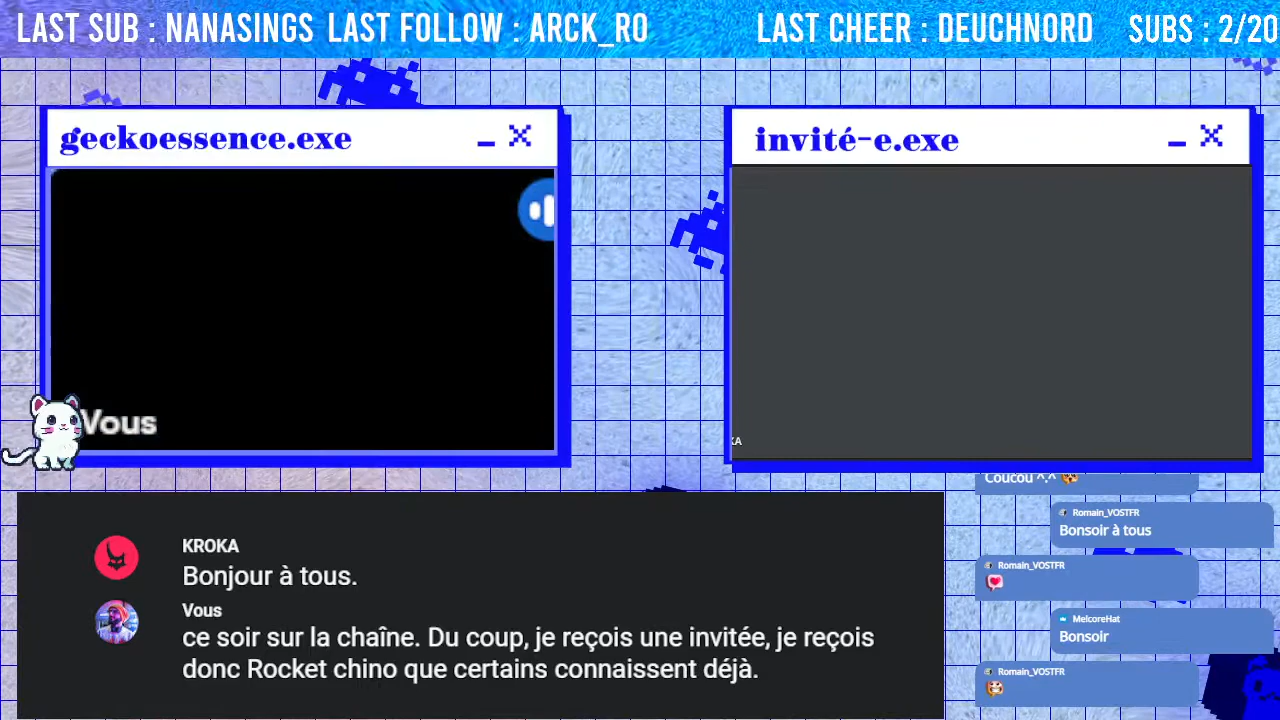 LAST SUB : NANASINGS LAST FOLLOW : ARCK_RO LAST CHEER : DEUCHNORD SUBS : 2/20
geckoessence.exe
invité-e.exe
Vous
KA
KROKA
Bonjour à tous.
Vous
ce soir sur la chaîne. Du coup, je reçois une invitée, je reçois
donc Rocket chino que certains connaissent déjà.
Coucou ^.^
Romain_VOSTFR
Bonsoir à tous
Romain_VOSTFR
MelcoreHat
Bonsoir
Romain_VOSTFR